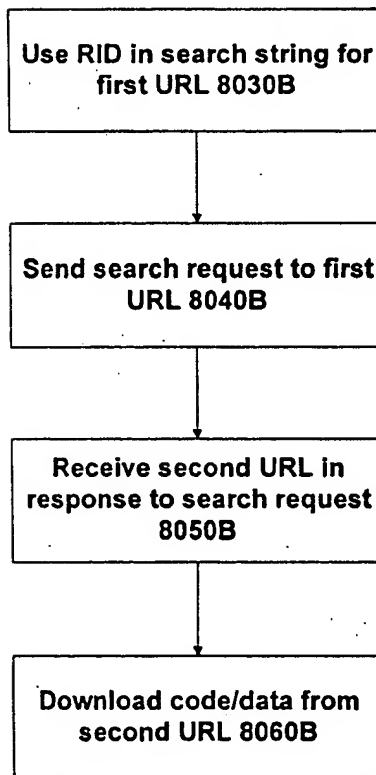 Use RID in search string for
first URL 8030B
Send search request to first
URL 8040B
Receive second URL in
response to search request
8050B
Download code/data from
second URL 8060B